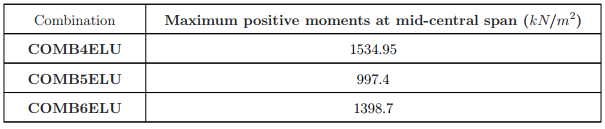 Combination Maximum positive moments at mid-central span (kN/m²)
COMB4ELU 1534.95
COMB5ELU 997.4
COMB6ELU 1398.7